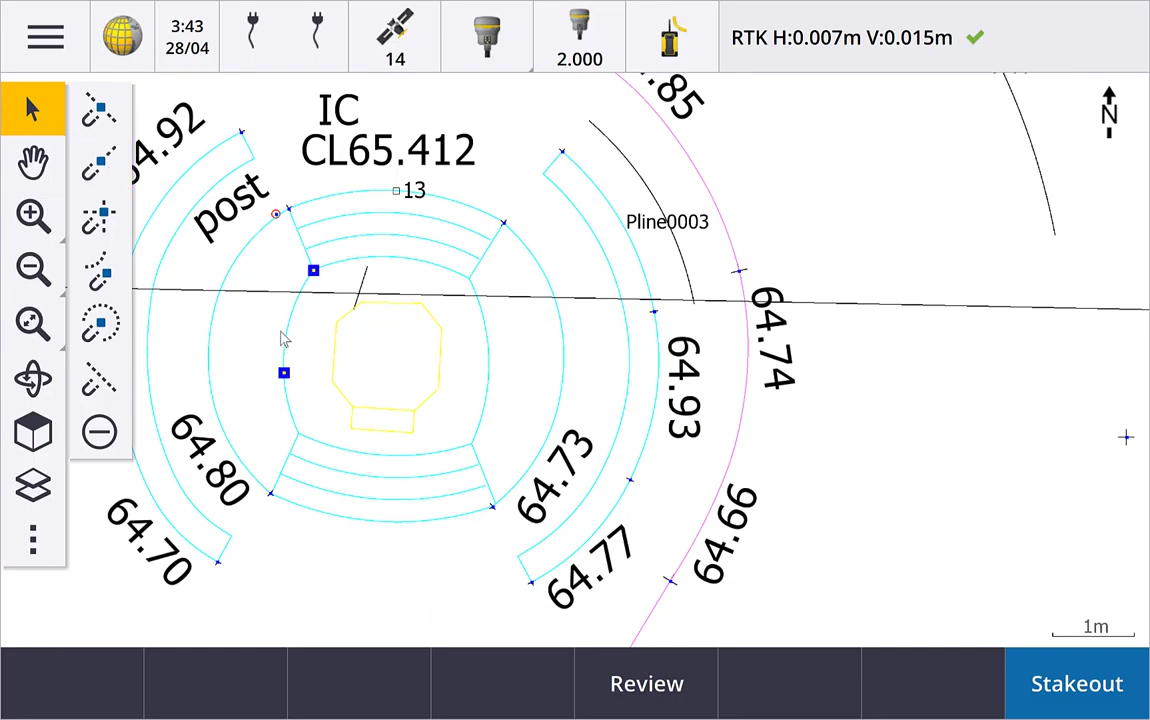 3:43
28/04
14
2.000
RTK H:0.007m V:0.015m
IC
CL65.412
13
post
Pline0003
N
64.80
64.70
64.73
64.77
64.93
64.74
64.66
1m
Review
Stakeout